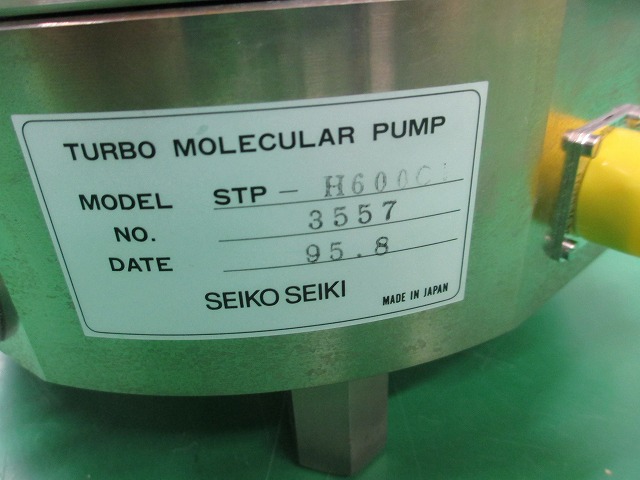 TURBO MOLECULAR PUMP
MODEL STP - H600C
NO. 3557
DATE 95.8
SEIKO SEIKI
MADE IN JAPAN